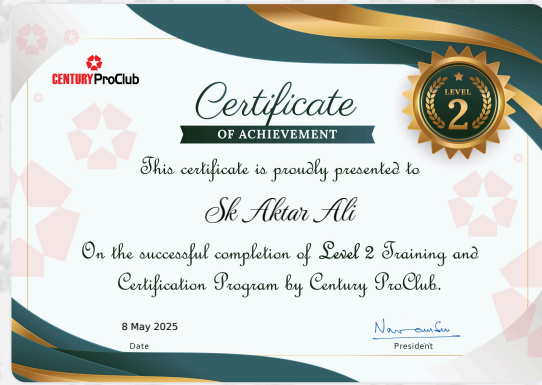 CENTURY ProClub
LEVEL
2
Certificate
OF ACHIEVEMENT
This certificate is proudly presented to
Sk Aktar Ali
On the successful completion of Level 2 Training and
Certification Program by Century ProClub.
8 May 2025
Date
President